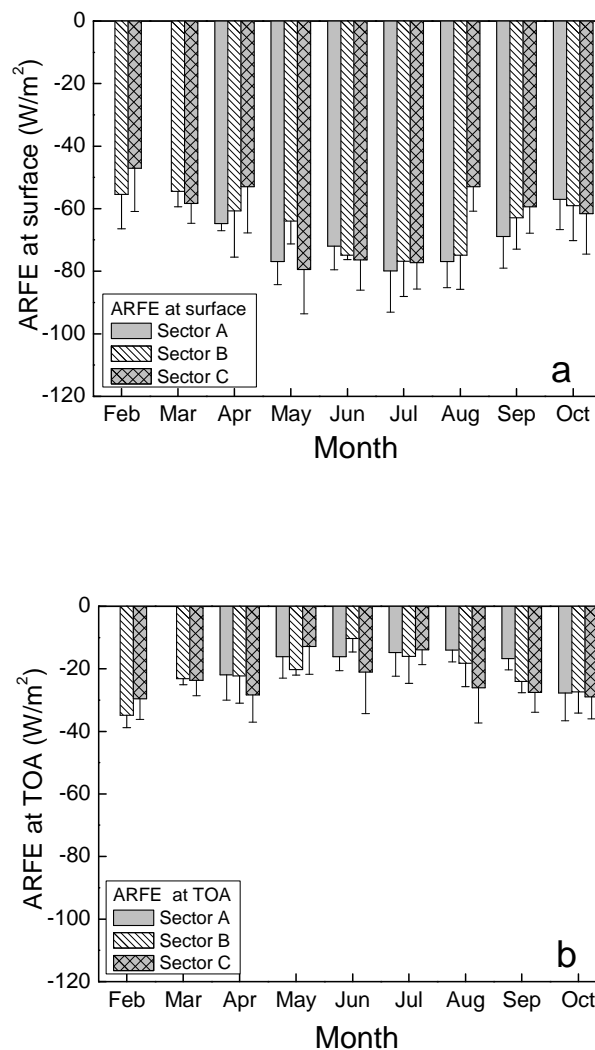 0
-20
-40
-60
-80
-100
-120
ARFE at surface (W/m²)
ARFE at surface
Sector A
Sector B
Sector C
a
Feb Mar Apr May Jun Jul Aug Sep Oct
Month
0
-20
-40
-60
-80
-100
-120
ARFE at TOA (W/m²)
ARFE at TOA
Sector A
Sector B
Sector C
b
Feb Mar Apr May Jun Jul Aug Sep Oct
Month